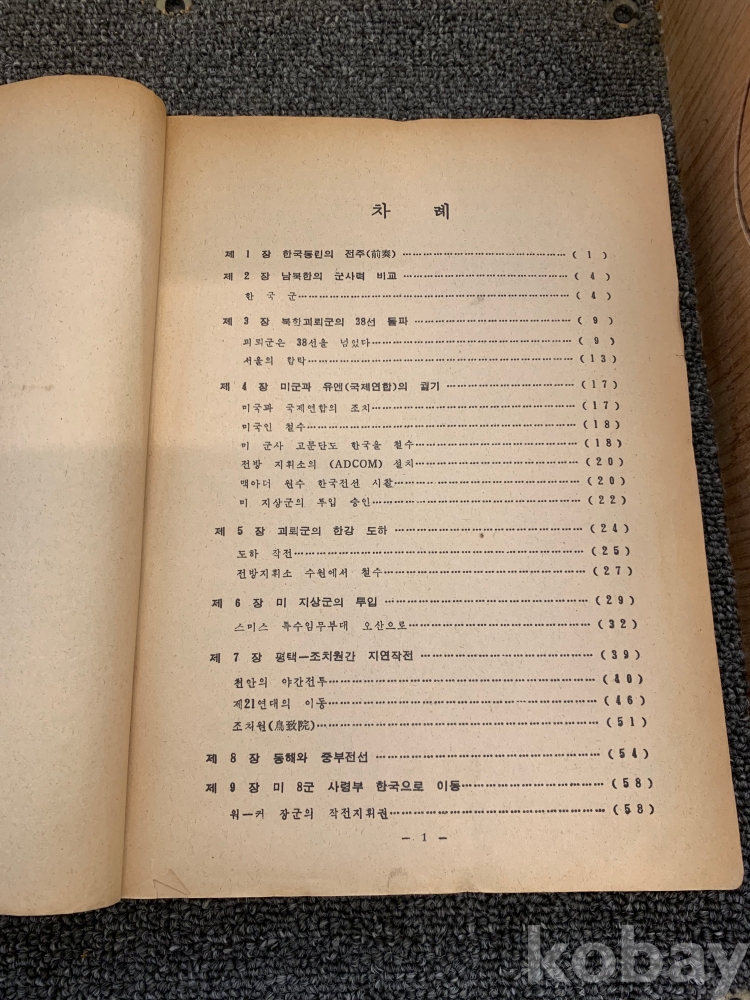 차 례
제 1 장 한국동란의 전주(前奏) ……………………… ( 1 )
제 2 장 남북한의 군사력 비교 ……………………… ( 4 )
한 국 군……………………………………… ( 4 )
제 3 장 북한괴뢰군의 38선 돌파 …………………… ( 9 )
괴뢰군은 38선을 넘었다…………………………… ( 9 )
서울의 함락……………………………………… (13)
제 4 장 미군과 유엔(국제연합)의 궐기 ……………… (17)
미국과 국제연합의 조치…………………………… (17)
미국인 철수……………………………………… (18)
미 군사 고문단도 한국을 철수……………………… (18)
전방 지휘소의 (ADCOM) 설치……………………… (20)
맥아더 원수 한국전선 시찰………………………… (20)
미 지상군의 투입 승인…………………………… (22)
제 5 장 괴뢰군의 한강 도하 ………………………… (24)
도하 작전………………………………………… (25)
전방지휘소 수원에서 철수………………………… (27)
제 6 장 미 지상군의 투입 …………………………… (29)
스미스 특수임무부대 오산으로……………………… (32)
제 7 장 평택—조치원간 지연작전 …………………… (39)
천안의 야간전투…………………………………… (40)
제21연대의 이동…………………………………… (46)
조치원(鳥致院)…………………………………… (51)
제 8 장 동해와 중부전선 …………………………… (54)
제 9 장 미 8군 사령부 한국으로 이동………………… (58)
워—커 장군의 작전지휘권………………………… (58)
— 1 —
kobay